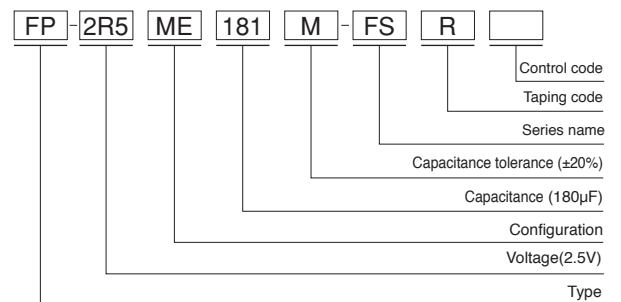 FP-2R5 ME 181 M-FS R
Control code
Taping code
Series name
Capacitance tolerance (±20%)
Capacitance (180µF)
Configuration
Voltage(2.5V)
Type